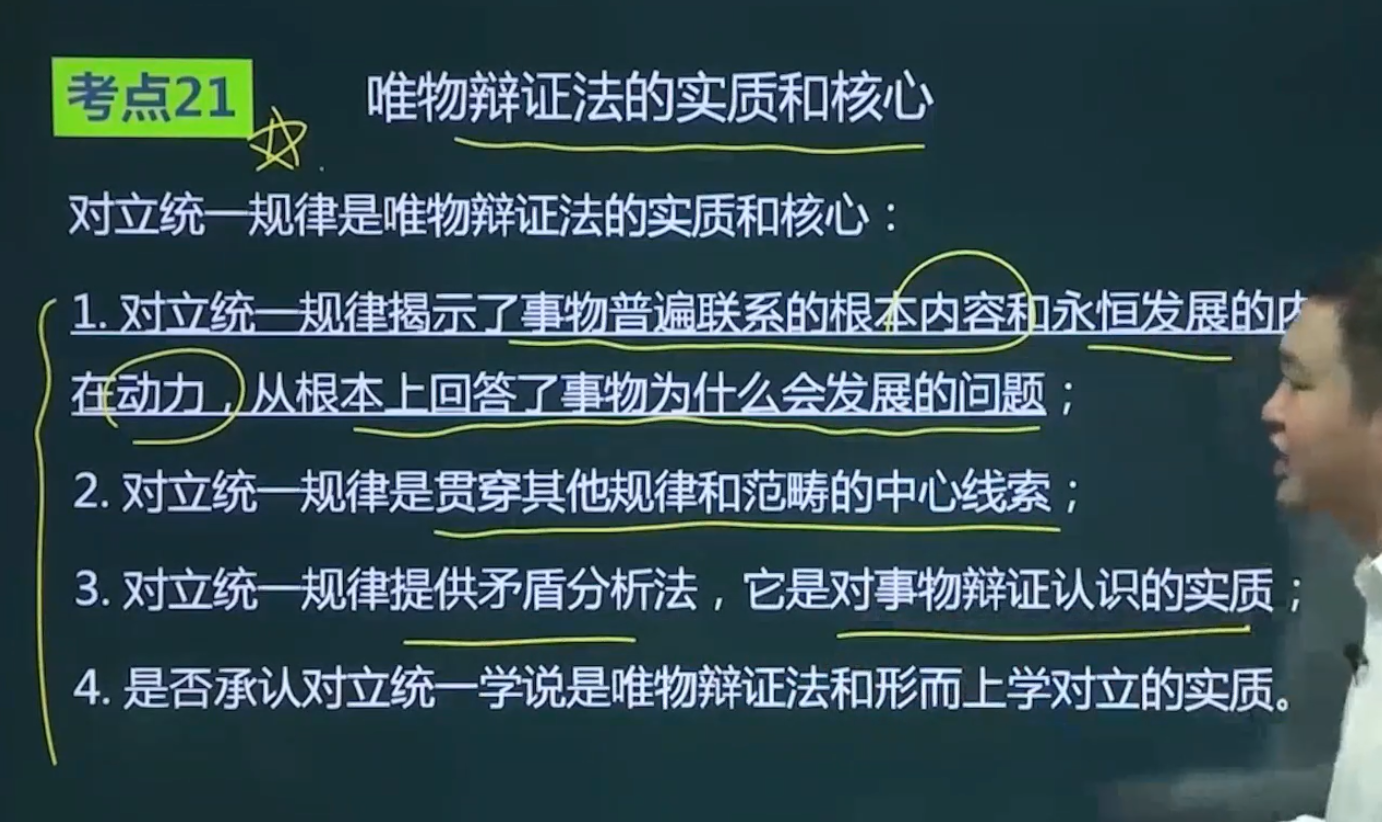 考点21
唯物辩证法的实质和核心
对立统一规律是唯物辩证法的实质和核心：
1. 对立统一规律揭示了事物普遍联系的根本内容和永恒发展的内
在动力，从根本上回答了事物为什么会发展的问题；
2. 对立统一规律是贯穿其他规律和范畴的中心线索；
3. 对立统一规律提供矛盾分析法，它是对事物辩证认识的实质；
4. 是否承认对立统一学说是唯物辩证法和形而上学对立的实质。